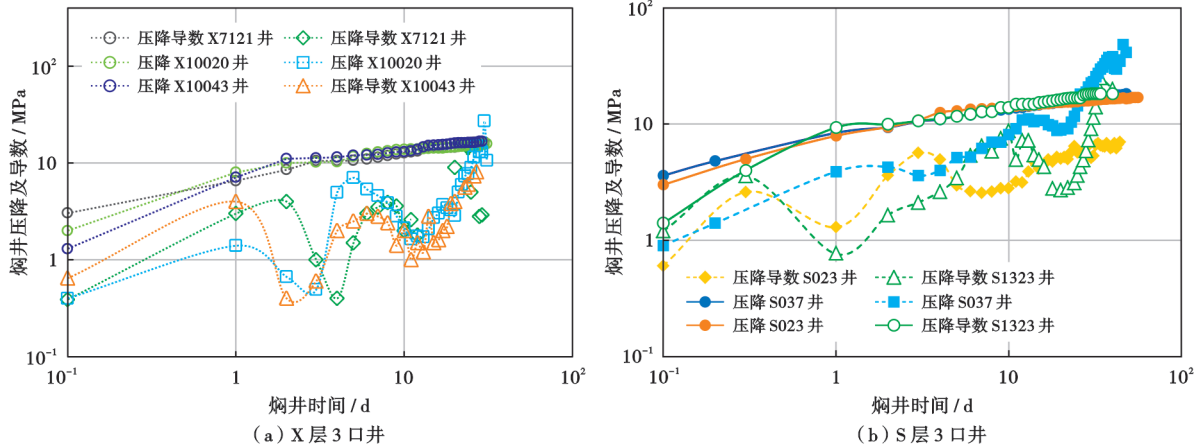 焖井压降及导数 / MPa
10²
10
1
10⁻¹
压降导数 X7121 井
压降导数 X7121 井
压降 X10020 井
压降 X10020 井
压降 X10043 井
压降导数 X10043 井
10⁻¹
1
10
10²
焖井时间 / d
(a) X 层 3 口井
焖井压降及导数 / MPa
10²
10
1
10⁻¹
压降导数 S023 井
压降导数 S1323 井
压降 S037 井
压降 S037 井
压降 S023 井
压降导数 S1323 井
10⁻¹
1
10
10²
焖井时间 / d
(b) S 层 3 口井